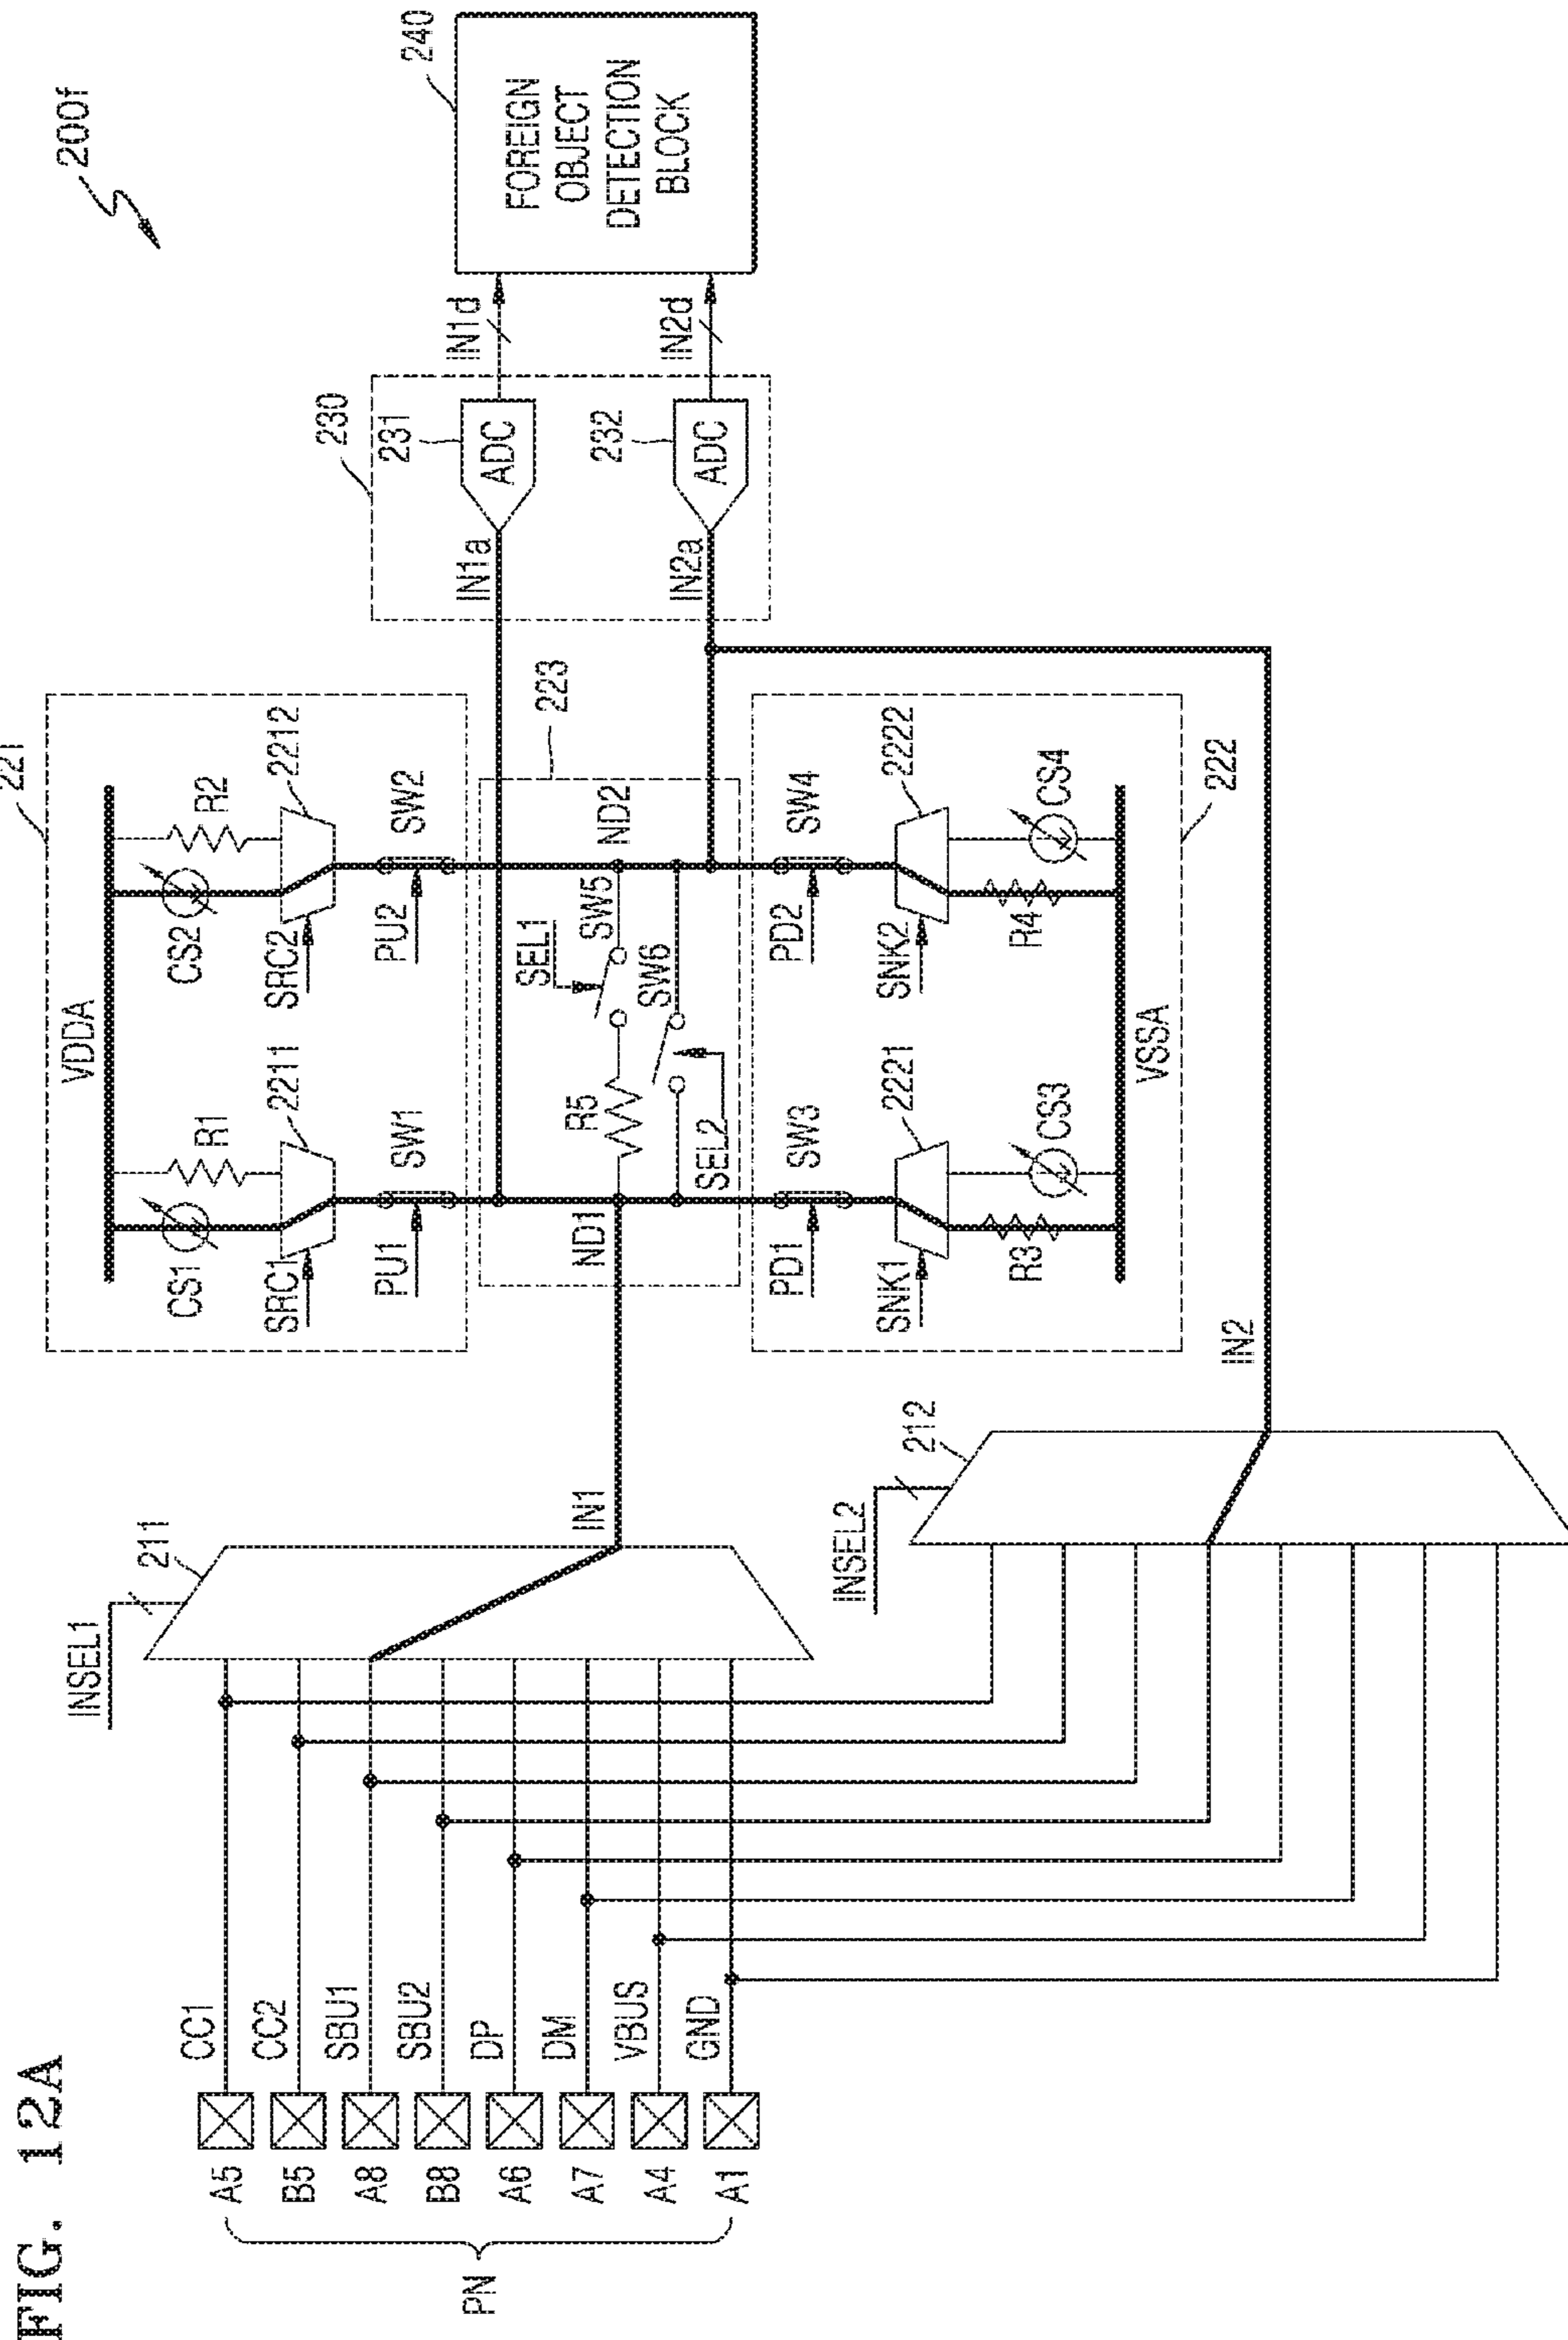 FIG. 12A
200f
221
VDDA
CS1
R1
CS2
R2
SRC1
2211
SRC2
2212
PU1
SW1
PU2
SW2
230
231
ADC
IN1a
IN1d
232
ADC
IN2a
IN2d
240
FOREIGN
OBJECT
DETECTION
BLOCK
223
ND1
R5
SEL1
SW5
ND2
SW6
SEL2
PD1
SW3
PD2
SW4
SNK1
2221
SNK2
2222
R3
CS3
R4
CS4
VSSA
222
INSEL1
211
IN1
INSEL2
212
IN2
PN
A5
CC1
B5
CC2
A8
SBU1
B8
SBU2
A6
DP
A7
DM
A4
VBUS
A1
GND